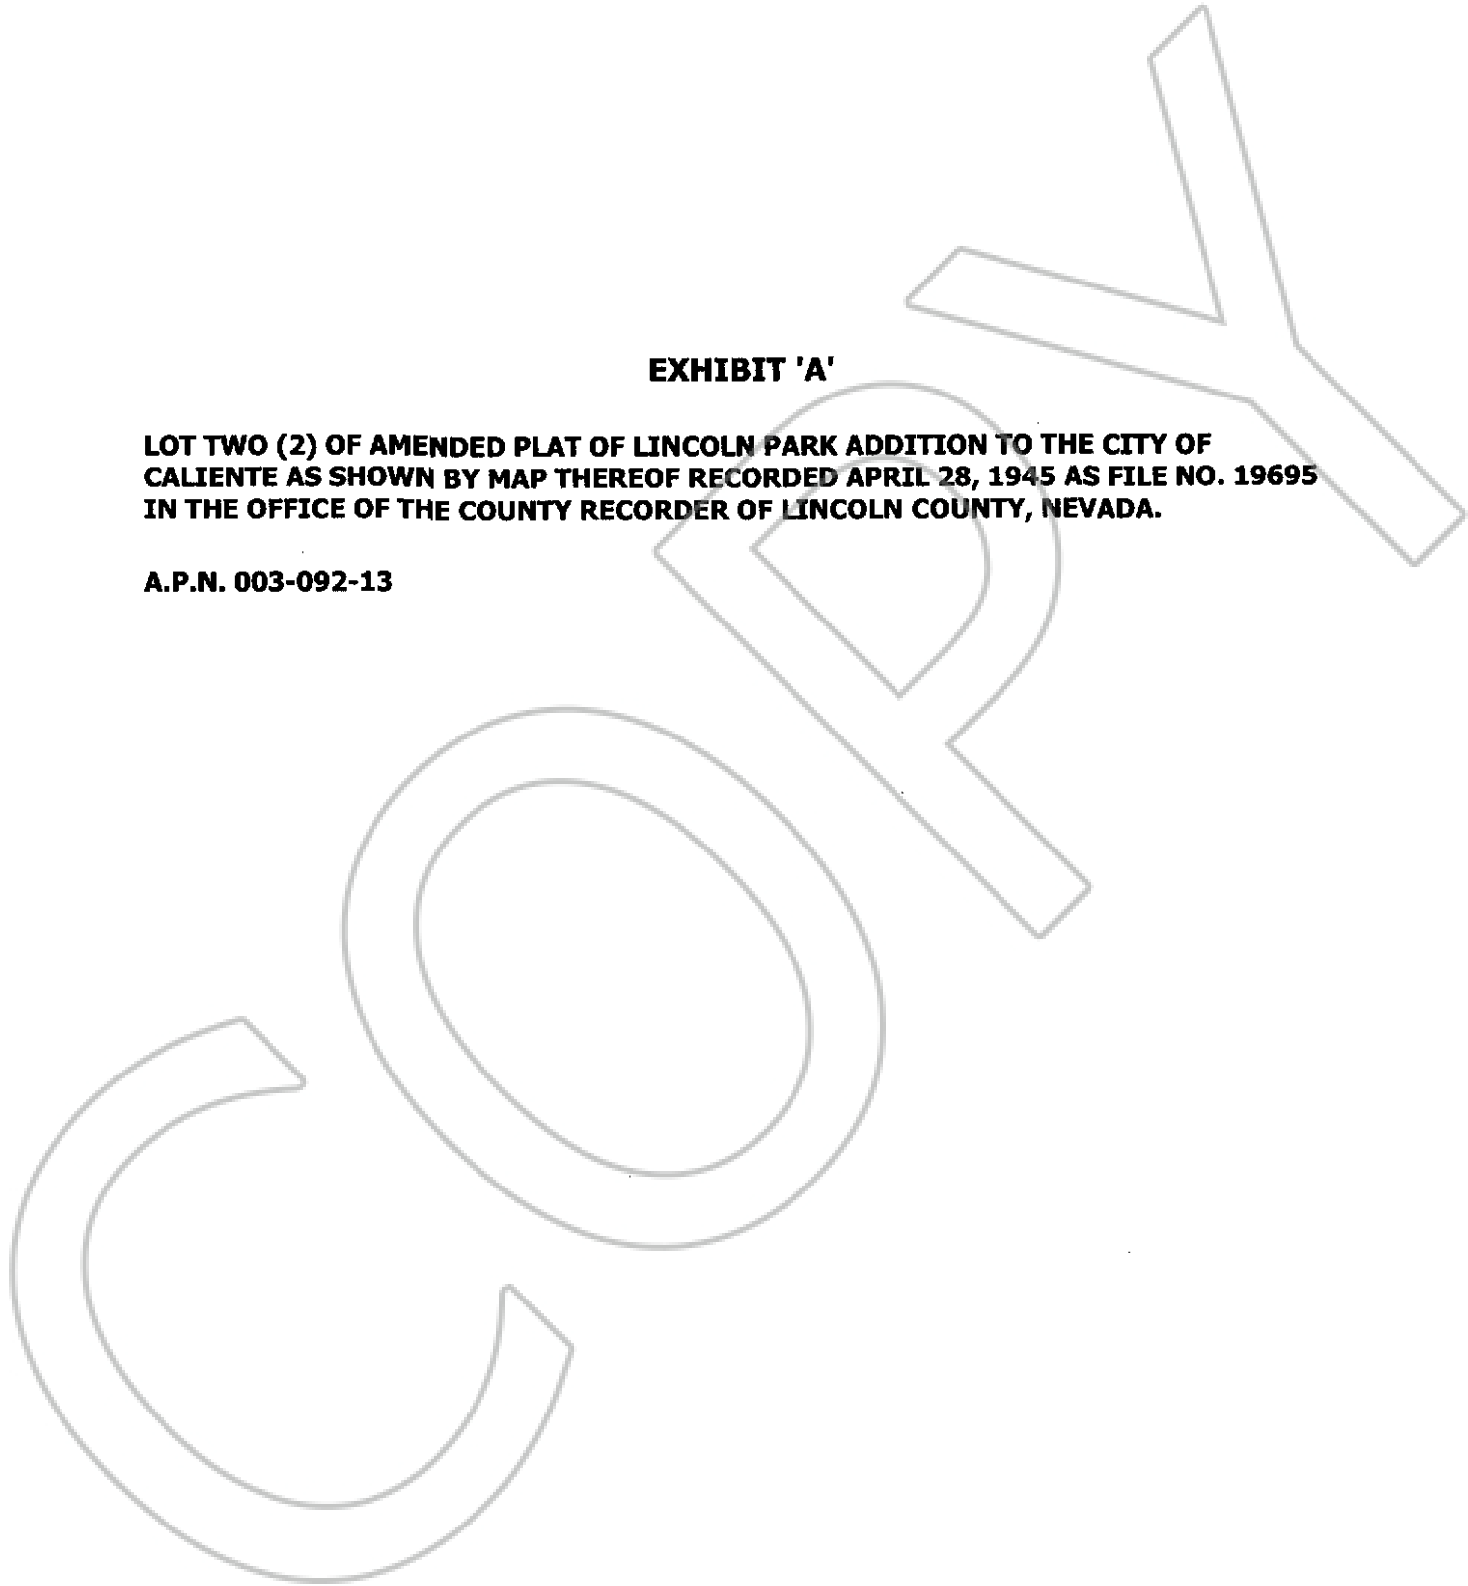 EXHIBIT 'A'
LOT TWO (2) OF AMENDED PLAT OF LINCOLN PARK ADDITION TO THE CITY OF
CALIENTE AS SHOWN BY MAP THEREOF RECORDED APRIL 28, 1945 AS FILE NO. 19695
IN THE OFFICE OF THE COUNTY RECORDER OF LINCOLN COUNTY, NEVADA.
A.P.N. 003-092-13
COPY